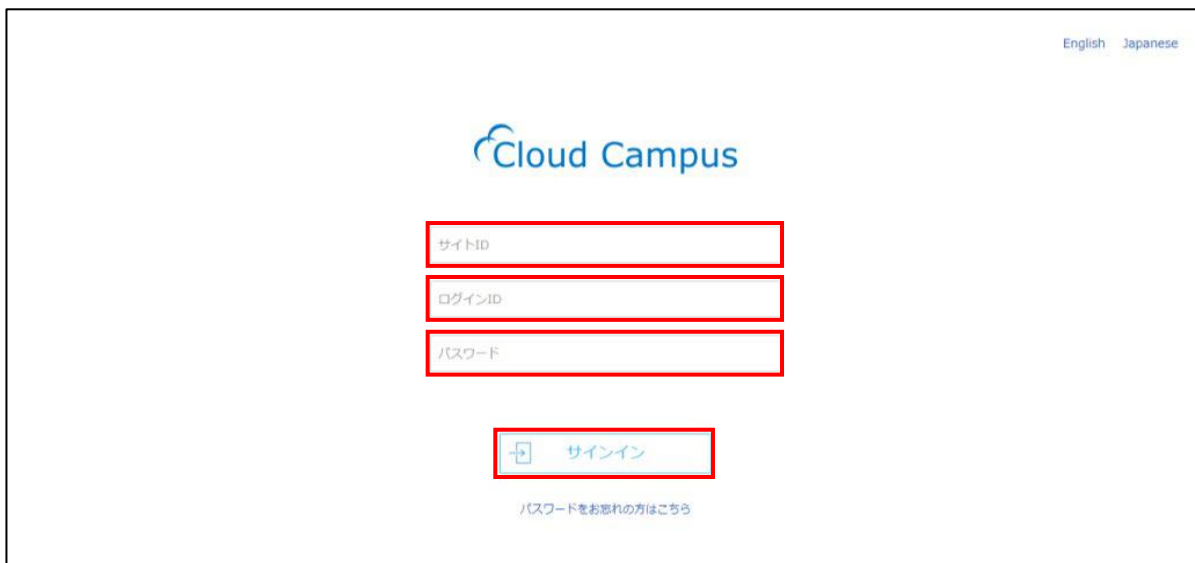 English Japanese
Cloud Campus
サイトID
ログインID
パスワード
サインイン
パスワードをお忘れの方はこちら